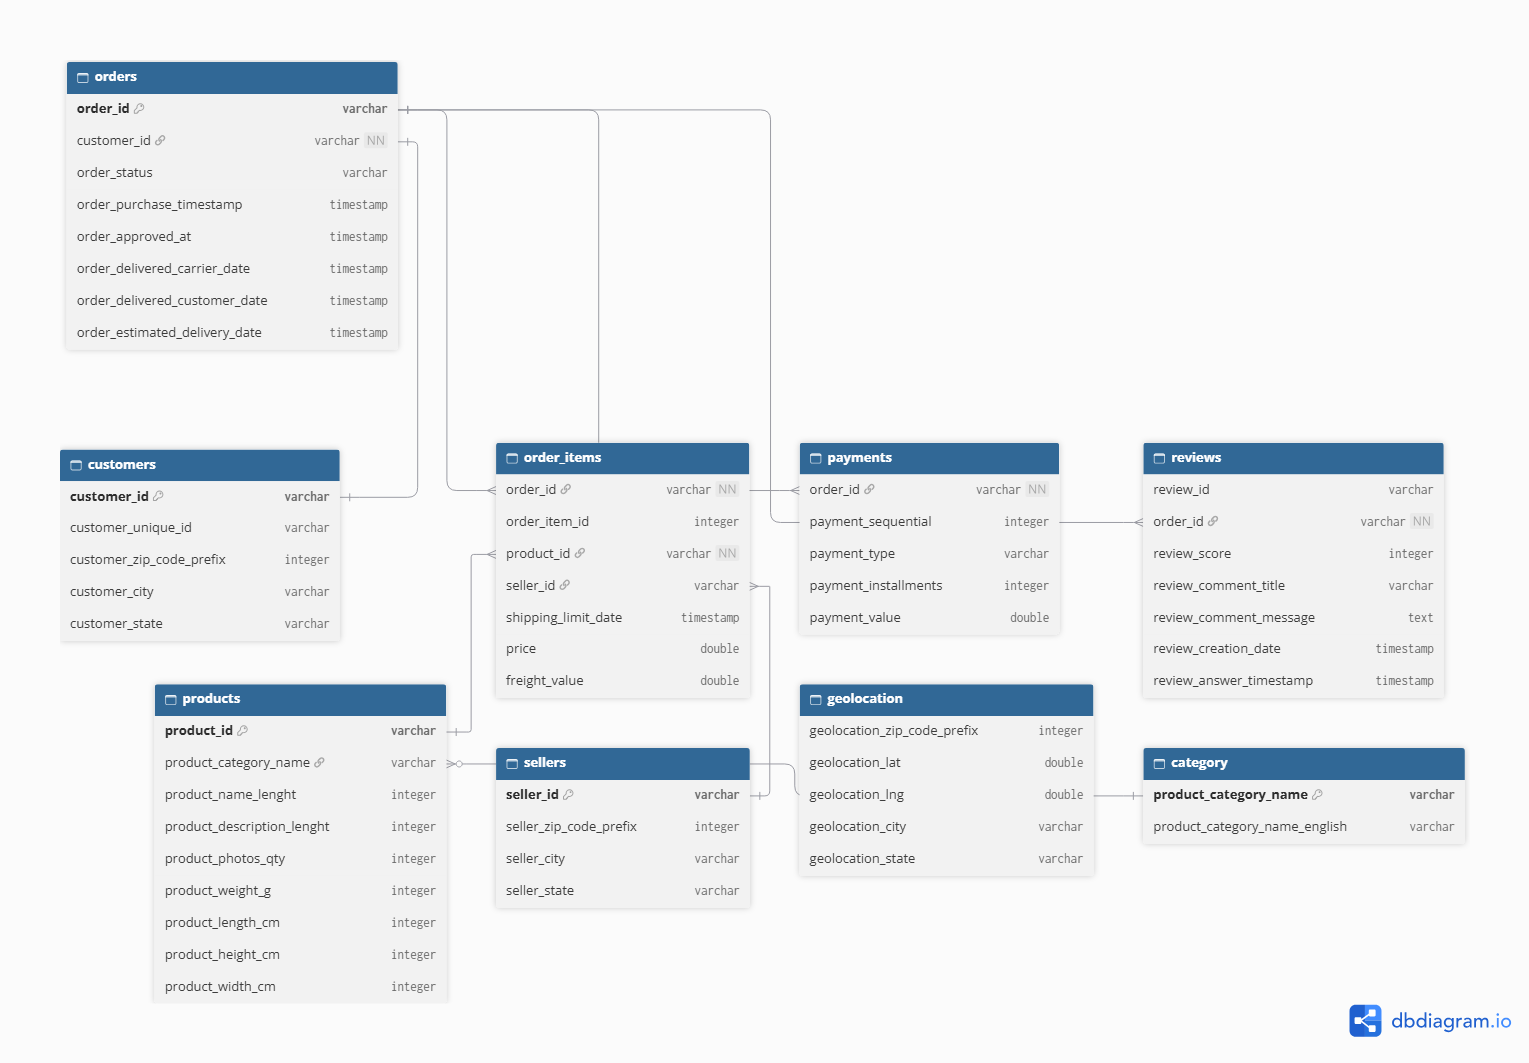 orders
order_id varchar
customer_id varchar NN
order_status varchar
order_purchase_timestamp timestamp
order_approved_at timestamp
order_delivered_carrier_date timestamp
order_delivered_customer_date timestamp
order_estimated_delivery_date timestamp
customers
customer_id varchar
customer_unique_id varchar
customer_zip_code_prefix integer
customer_city varchar
customer_state varchar
order_items
order_id varchar NN
order_item_id integer
product_id varchar NN
seller_id varchar
shipping_limit_date timestamp
price double
freight_value double
payments
order_id varchar NN
payment_sequential integer
payment_type varchar
payment_installments integer
payment_value double
reviews
review_id varchar
order_id varchar NN
review_score integer
review_comment_title varchar
review_comment_message text
review_creation_date timestamp
review_answer_timestamp timestamp
products
product_id varchar
product_category_name varchar
product_name_lenght integer
product_description_lenght integer
product_photos_qty integer
product_weight_g integer
product_length_cm integer
product_height_cm integer
product_width_cm integer
sellers
seller_id varchar
seller_zip_code_prefix integer
seller_city varchar
seller_state varchar
geolocation
geolocation_zip_code_prefix integer
geolocation_lat double
geolocation_lng double
geolocation_city varchar
geolocation_state varchar
category
product_category_name varchar
product_category_name_english varchar
dbdiagram.io